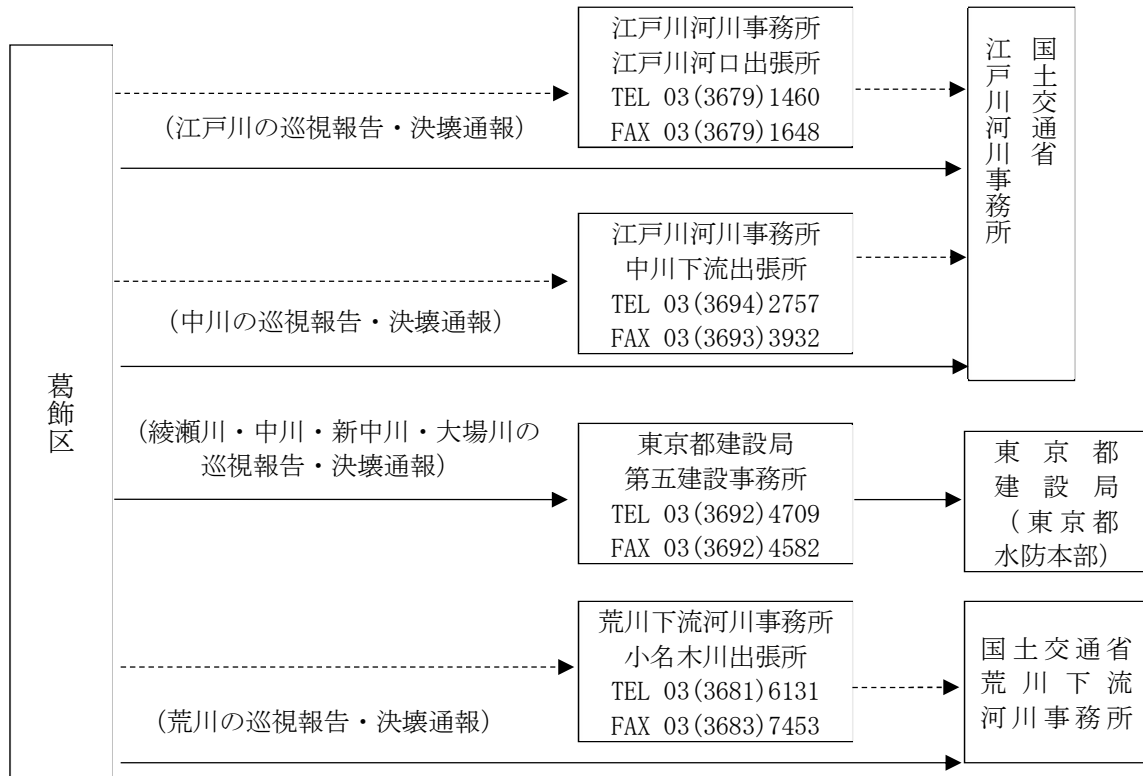 葛飾区
江戸川河川事務所
江戸川河口出張所
TEL 03(3679)1460
FAX 03(3679)1648
(江戸川の巡視報告・決壊通報)
国土交通省
江戸川河川事務所
江戸川河川事務所
中川下流出張所
TEL 03(3694)2757
FAX 03(3693)3932
(中川の巡視報告・決壊通報)
(綾瀬川・中川・新中川・大場川の
巡視報告・決壊通報)
東京都建設局
第五建設事務所
TEL 03(3692)4709
FAX 03(3692)4582
東京都
建設局
(東京都
水防本部)
荒川下流河川事務所
小名木川出張所
TEL 03(3681)6131
FAX 03(3683)7453
(荒川の巡視報告・決壊通報)
国土交通省
荒川下流
河川事務所